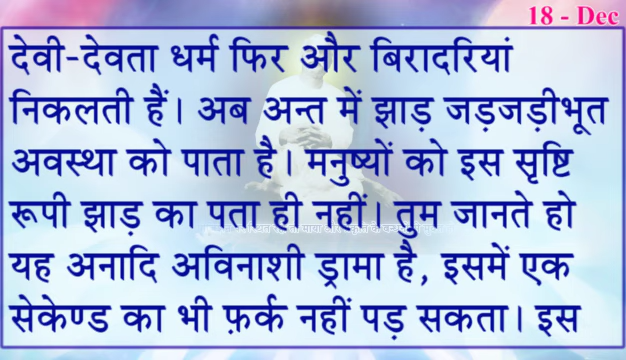 18 - Dec
देवी-देवता धर्म फिर और बिरादरियां
निकलती हैं। अब अन्त में झाड़ जड़जड़ीभूत
अवस्था को पाता है। मनुष्यों को इस सृष्टि
रूपी झाड़ का पता ही नहीं। तुम जानते हो
यह अनादि अविनाशी ड्रामा है, इसमें एक
सेकेण्ड का भी फ़र्क नहीं पड़ सकता। इस